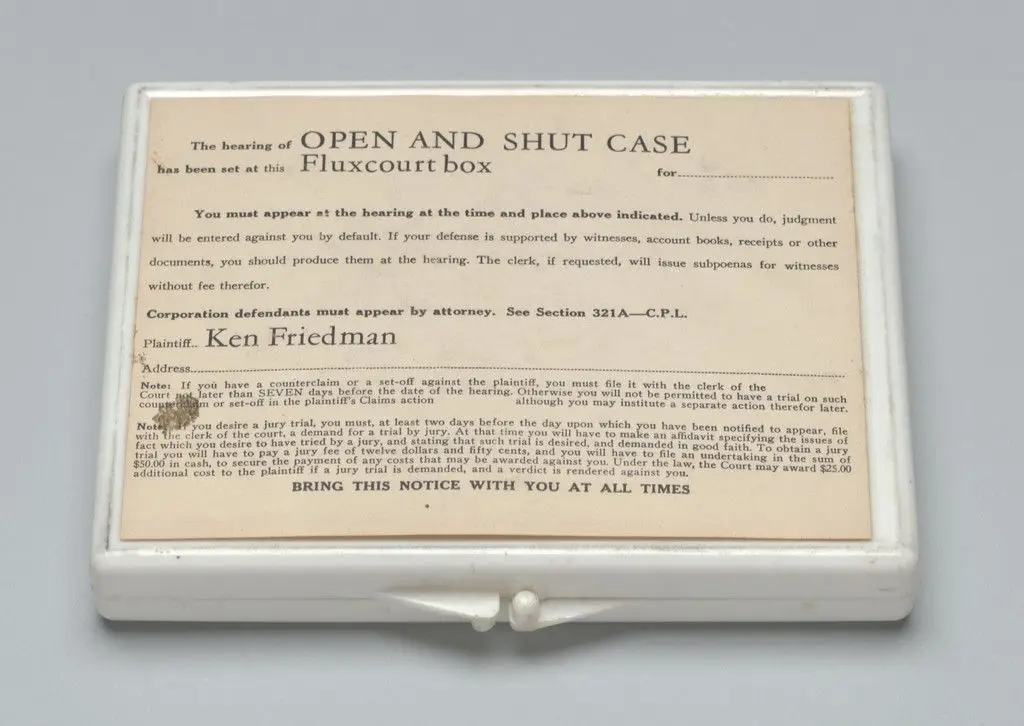 The hearing of OPEN AND SHUT CASE
has been set at this Fluxcourt box for
You must appear at the hearing at the time and place above indicated. Unless you do, judgment
will be entered against you by default. If your defense is supported by witnesses, account books, receipts or other
documents, you should produce them at the hearing. The clerk, if requested, will issue subpoenas for witnesses
without fee therefor.
Corporation defendants must appear by attorney. See Section 321A—C.P.L.
Plaintiff.. Ken Friedman
Address
Note: If you have a counterclaim or a set-off against the plaintiff, you must file it with the clerk of the
Court not later than SEVEN days before the date of the hearing. Otherwise you will not be permitted to have a trial on such
counterclaim or set-off in the plaintiff's Claims action although you may institute a separate action therefor later.
Note: you desire a jury trial, you must, at least two days before the day upon which you have been notified to appear, file
with the clerk of the court, a demand for a trial by jury. At that time you will have to make an affidavit specifying the issues of
fact which you desire to have tried by a jury, and stating that such trial is desired, and demanded in good faith. To obtain a jury
trial you will have to pay a jury fee of twelve dollars and fifty cents, and you will have to file an undertaking in the sum of
$50.00 in cash, to secure the payment of any costs that may be awarded against you. Under the law, the Court may award $25.00
additional cost to the plaintiff if a jury trial is demanded, and a verdict is rendered against you.
BRING THIS NOTICE WITH YOU AT ALL TIMES